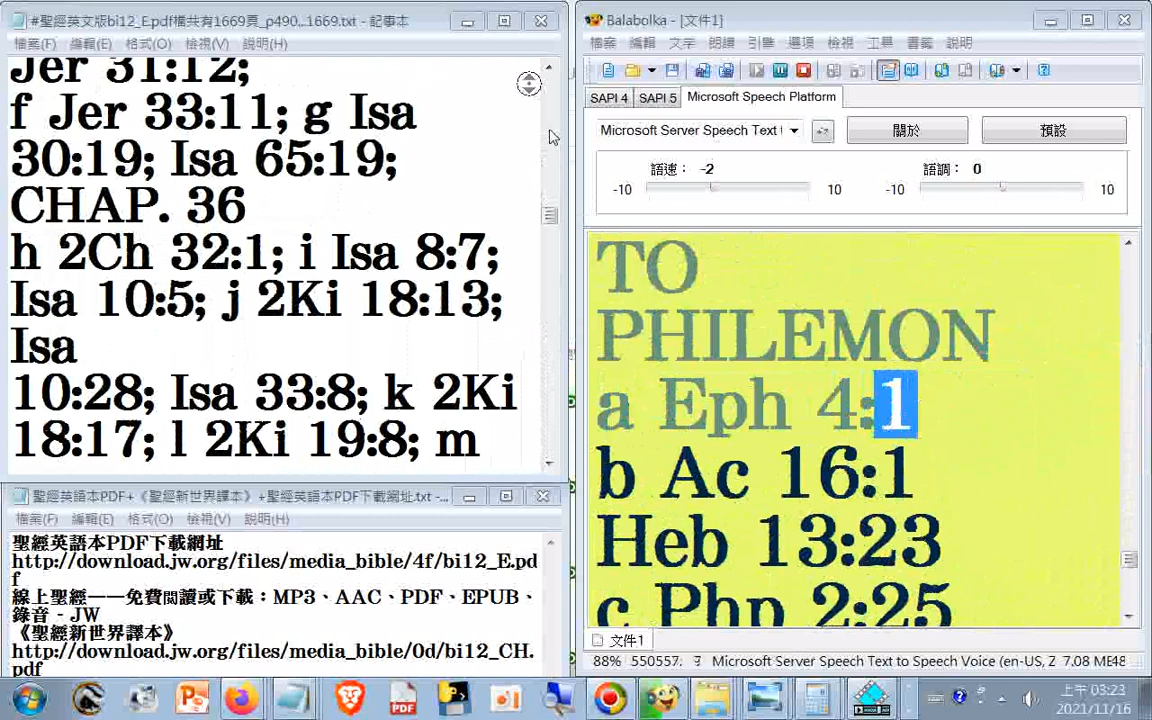 #聖經英文版bi12_E.pdf檔共有1669頁_p490,..1669.txt - 記事本
檔案(F) 編輯(E) 格式(O) 檢視(V) 說明(H)
Jer 31:12;
f Jer 33:11; g Isa
30:19; Isa 65:19;
CHAP. 36
h 2Ch 32:1; i Isa 8:7;
Isa 10:5; j 2Ki 18:13;
Isa
10:28; Isa 33:8; k 2Ki
18:17; l 2Ki 19:8; m
聖經英語本PDF+《聖經新世界譯本》+聖經英語本PDF下載網址.txt -...
檔案(F) 編輯(E) 格式(O) 檢視(V) 說明(H)
聖經英語本PDF下載網址
http://download.jw.org/files/media_bible/4f/bi12_E.pd
f
線上聖經——免費閱讀或下載：MP3、AAC、PDF、EPUB、
錄音 - JW
《聖經新世界譯本》
http://download.jw.org/files/media_bible/0d/bi12_CH.
pdf
Balabolka - [文件1]
檔案 編輯 文字 朗讀 引擎 選項 檢視 工具 書籤 說明
SAPI 4 SAPI 5 Microsoft Speech Platform
Microsoft Server Speech Text 關於 預設
語速： -2 語調： 0
-10 10 -10 10
TO
PHILEMON
a Eph 4:1
b Ac 16:1
Heb 13:23
c Php 2:25
文件1
88% 550557: Microsoft Server Speech Text to Speech Voice (en-US, Z 7.08 ME48
PDF
上午 03:23
2021/11/16